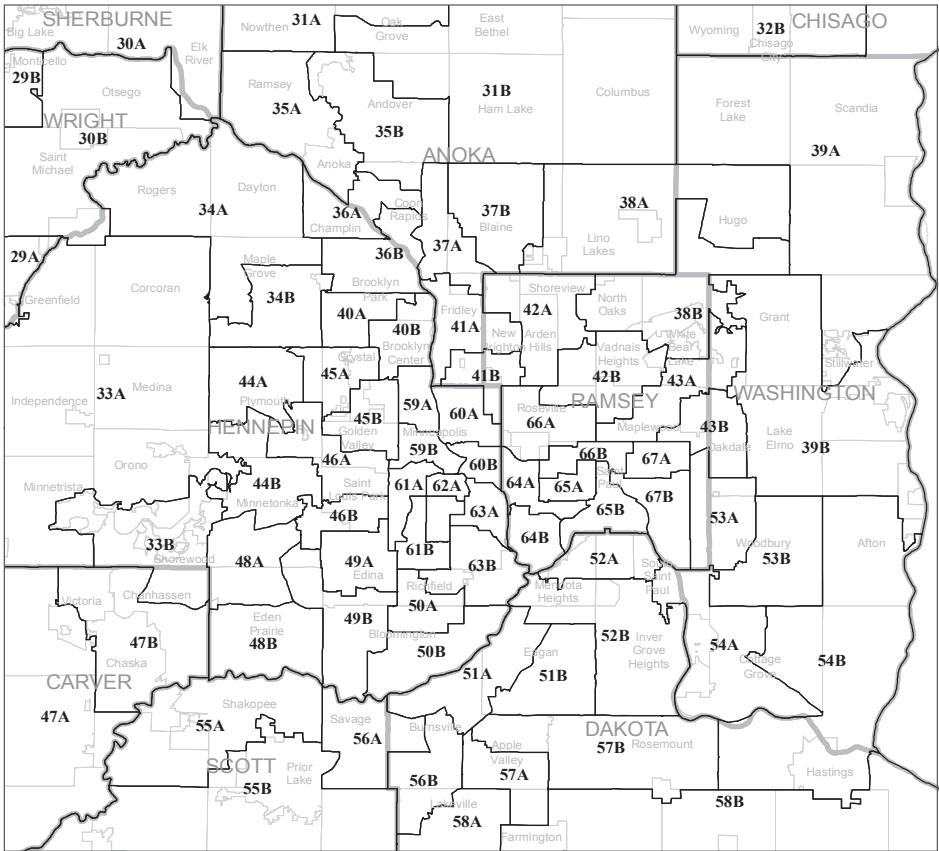 SHERBURNE
31A
CHISAGO
Big Lake
30A
Nowthen
Oak
Grove
East
Bethel
Wyoming
32B
Chisago
City
Elk
River
Monticello
29B
Otsego
Ramsey
35A
Andover
35B
31B
Ham Lake
Columbus
Forest
Lake
Scandia
39A
WRIGHT
30B
Saint
Michael
Anoka
ANOKA
Rogers
Dayton
34A
36A
Champlin
Coon
Rapids
37B
Blaine
38A
Hugo
Lino
Lakes
29A
36B
37A
Maple
Grove
34B
Corcoran
Brooklyn
Park
Greenfield
40A
40B
Brooklyn
Center
Fridley
41A
Shoreview
42A
New
Brighton
Arden
Hills
North
Oaks
38B
White
Bear
Lake
Grant
Vadnais
Heights
Stillwater
Crystal
45A
41B
42B
43A
33A
Medina
44A
Plymouth
Independence
HENNEPIN
45B
59A
60A
Roseville
66A
RAMSEY
WASHINGTON
Maplewood
43B
Oakdale
Lake
Elmo
39B
Golden
Valley
Minneapolis
59B
Orono
46A
60B
66B
Saint
Paul
67A
Minnetrista
44B
Minnetonka
Saint
Louis Park
61A
62A
64A
65A
67B
46B
63A
65B
53A
33B
Shorewood
48A
49A
Edina
61B
63B
64B
52A
Woodbury
53B
Afton
Victoria
Chanhassen
Richfield
50A
Mendota
Heights
South
Saint
Paul
47B
Chaska
Eden
Prairie
48B
49B
Bloomington
50B
52B
Inver
Grove
Heights
54A
Cottage
Grove
54B
Eagan
51A
51B
CARVER
47A
Shakopee
55A
Savage
56A
Burnsville
DAKOTA
57B
Rosemount
SCOTT
Prior
Lake
55B
Apple
Valley
57A
56B
Hastings
Lakeville
58A
58B
Farmington